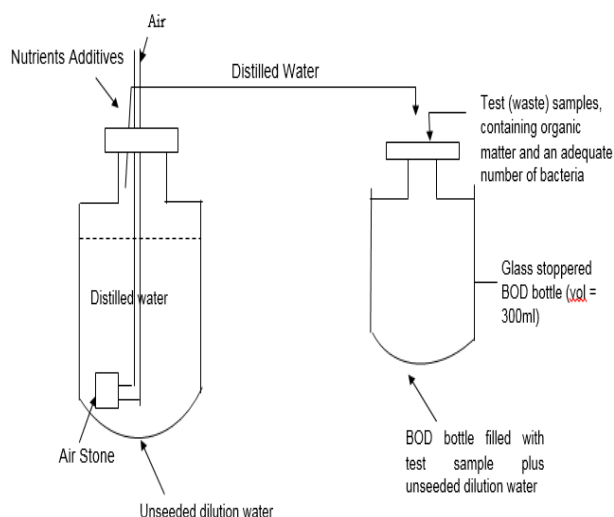 Air
Nutrients Additives
Distilled Water
Test (waste) samples,
containing organic
matter and an adequate
number of bacteria
Distilled water
Glass stoppered
BOD bottle (vol =
300ml)
Air Stone
BOD bottle filled with
test sample plus
unseeded dilution water
Unseeded dilution water